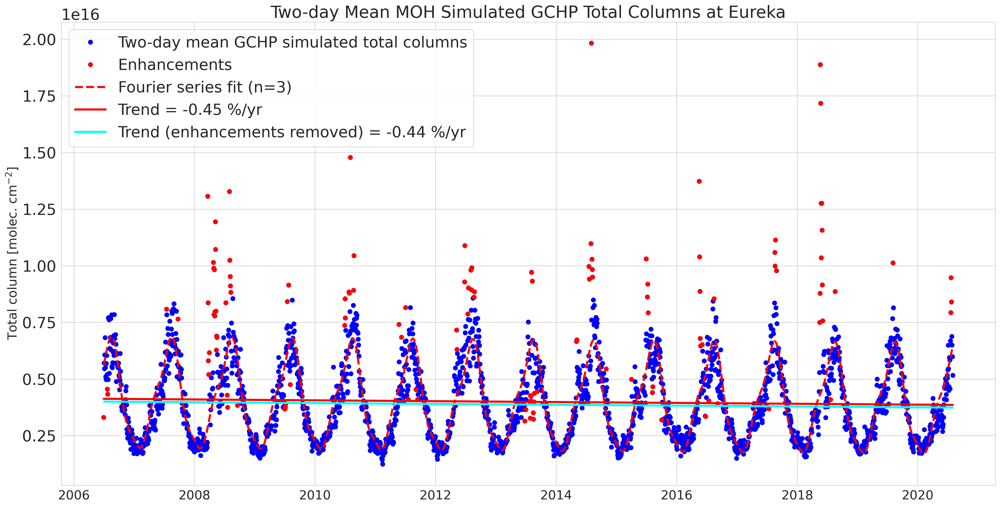 Two-day Mean MOH Simulated GCHP Total Columns at Eureka
1e16
Two-day mean GCHP simulated total columns
Enhancements
Fourier series fit (n=3)
Trend = -0.45 %/yr
Trend (enhancements removed) = -0.44 %/yr
Total column [molec. cm⁻²]
2.00
1.75
1.50
1.25
1.00
0.75
0.50
0.25
2006 2008 2010 2012 2014 2016 2018 2020